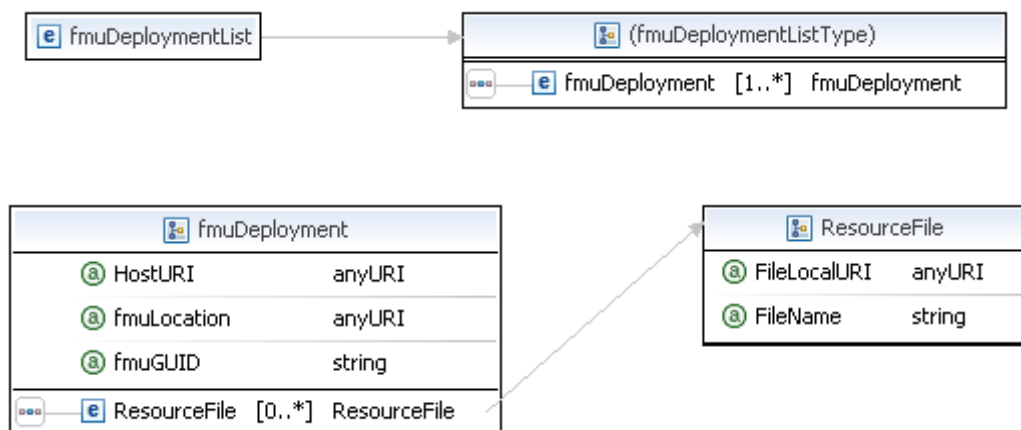 fmuDeploymentList
(fmuDeploymentListType)
fmuDeployment [1..*] fmuDeployment
fmuDeployment
HostURI anyURI
fmuLocation anyURI
fmuGUID string
ResourceFile [0..*] ResourceFile
ResourceFile
FileLocalURI anyURI
FileName string